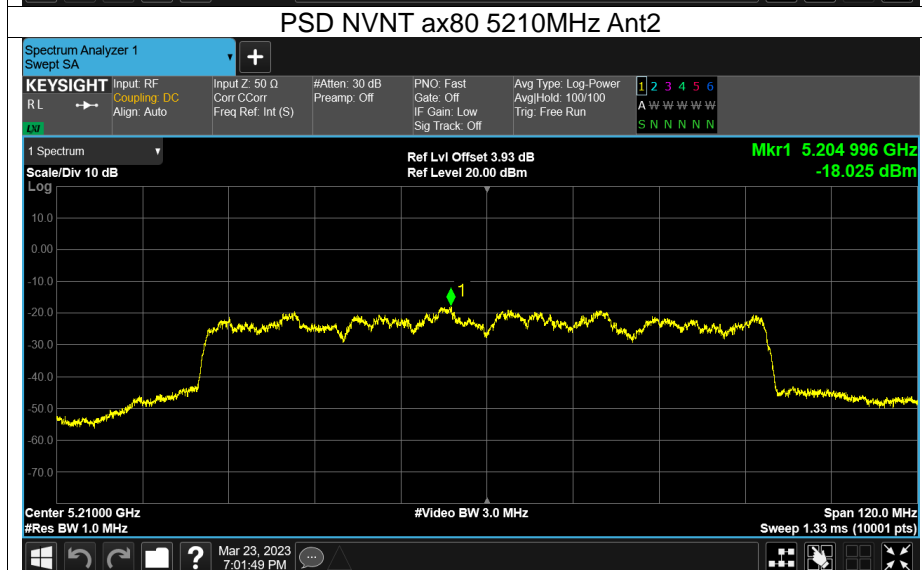 PSD NVNT ax80 5210MHz Ant2
Spectrum Analyzer 1
Swept SA
KEYSIGHT
R L
LXI
Input: RF
Coupling: DC
Align: Auto
Input Z: 50 Ω
Corr CCorr
Freq Ref: Int (S)
#Atten: 30 dB
Preamp: Off
PNO: Fast
Gate: Off
IF Gain: Low
Sig Track: Off
Avg Type: Log-Power
Avg|Hold: 100/100
Trig: Free Run
1 2 3 4 5 6
A W W W W W
S N N N N N
1 Spectrum
Scale/Div 10 dB
Log
Ref Lvl Offset 3.93 dB
Ref Level 20.00 dBm
Mkr1 5.204 996 GHz
-18.025 dBm
10.0
0.00
-10.0
1
-20.0
-30.0
-40.0
-50.0
-60.0
-70.0
Center 5.21000 GHz
#Res BW 1.0 MHz
#Video BW 3.0 MHz
Span 120.0 MHz
Sweep 1.33 ms (10001 pts)
?
Mar 23, 2023
7:01:49 PM